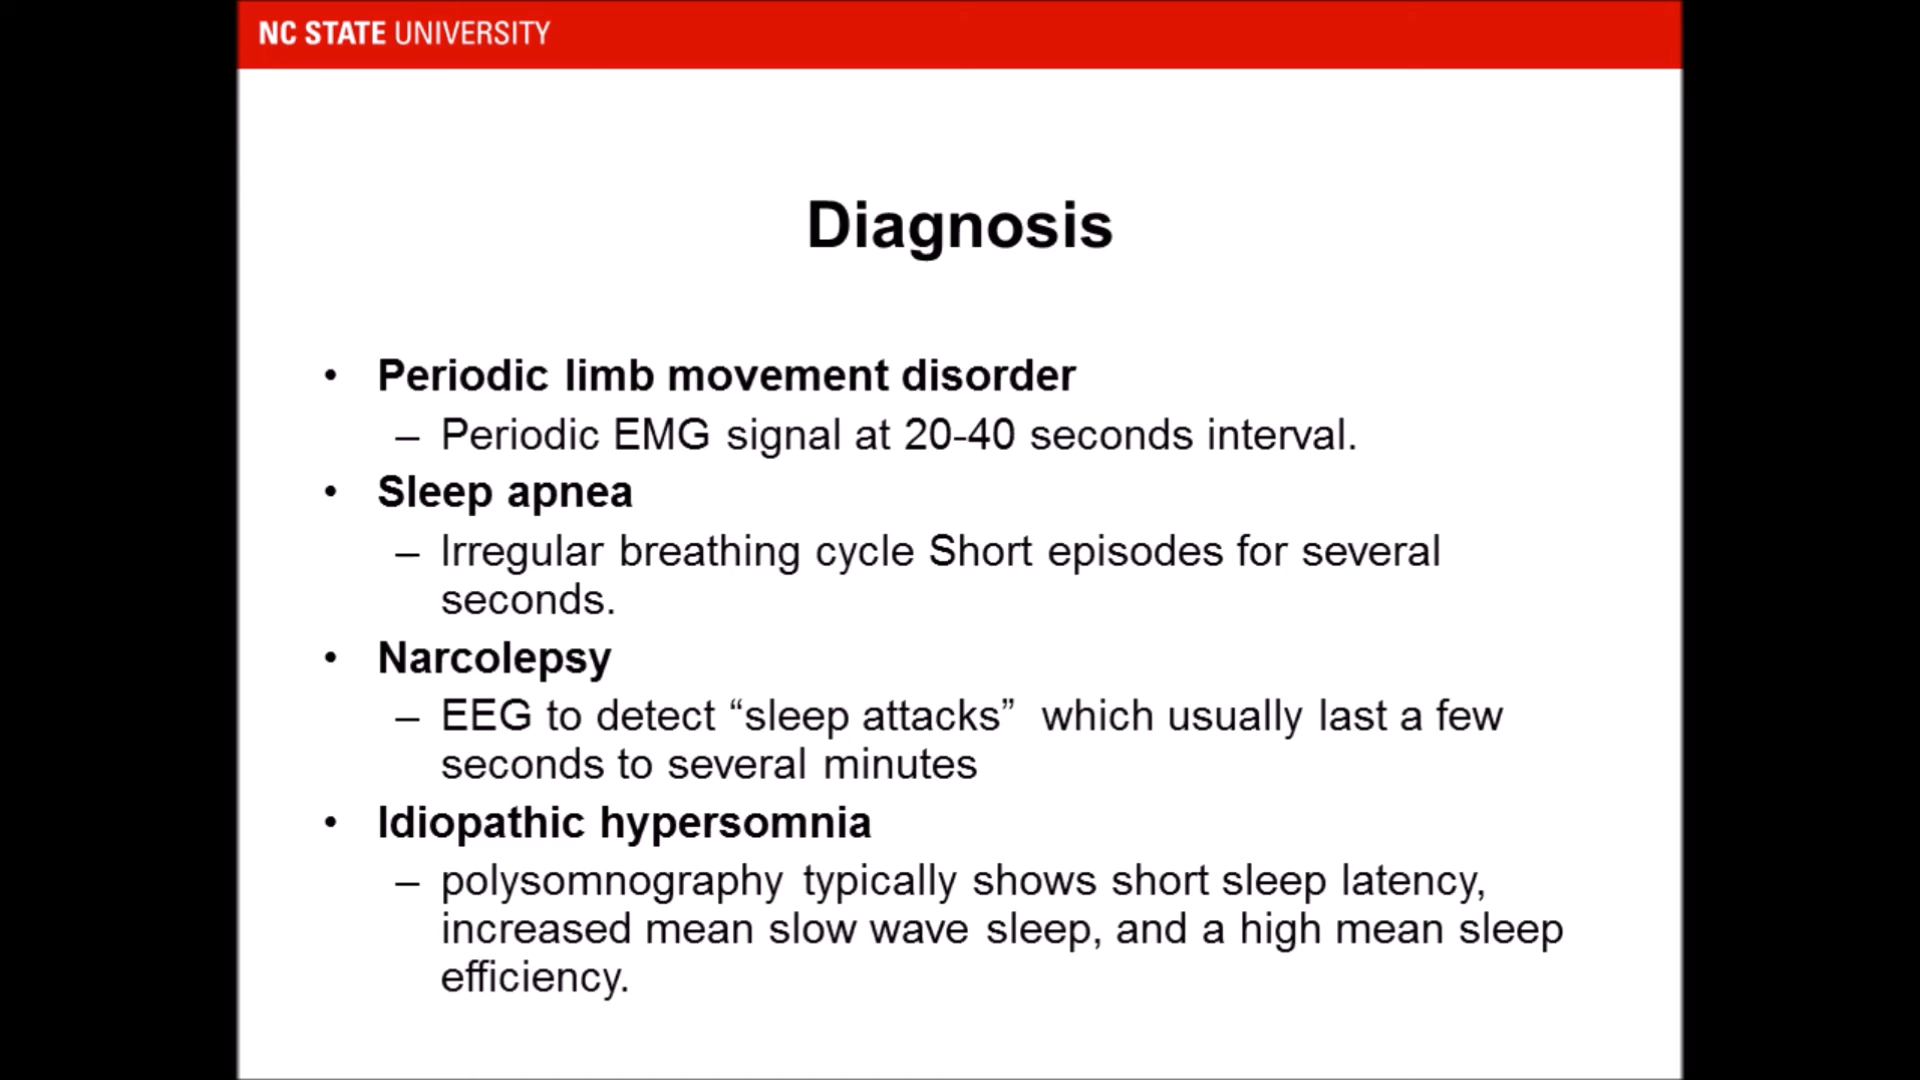 NC STATE UNIVERSITY
Diagnosis
• Periodic limb movement disorder
– Periodic EMG signal at 20-40 seconds interval.
• Sleep apnea
– Irregular breathing cycle Short episodes for several
seconds.
• Narcolepsy
– EEG to detect “sleep attacks”  which usually last a few
seconds to several minutes
• Idiopathic hypersomnia
– polysomnography typically shows short sleep latency,
increased mean slow wave sleep, and a high mean sleep
efficiency.